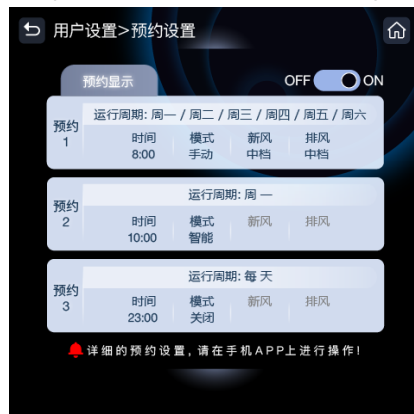 用户设置>预约设置
预约显示
OFF ON
预约
1
运行周期: 周一 / 周二 / 周三 / 周四 / 周五 / 周六
时间 模式 新风 排风
8:00 手动 中档 中档
预约
2
运行周期: 周 一
时间 模式 新风 排风
10:00 智能
预约
3
运行周期: 每 天
时间 模式 新风 排风
23:00 关闭
详细的预约设置,请在手机APP上进行操作!